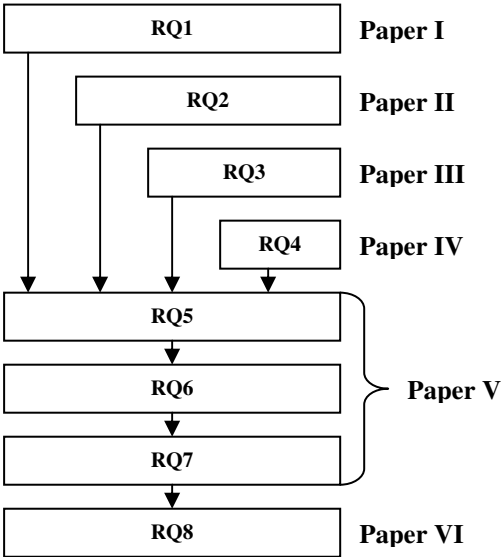 RQ1 Paper I
RQ2 Paper II
RQ3 Paper III
RQ4 Paper IV
RQ5
RQ6 Paper V
RQ7
RQ8 Paper VI